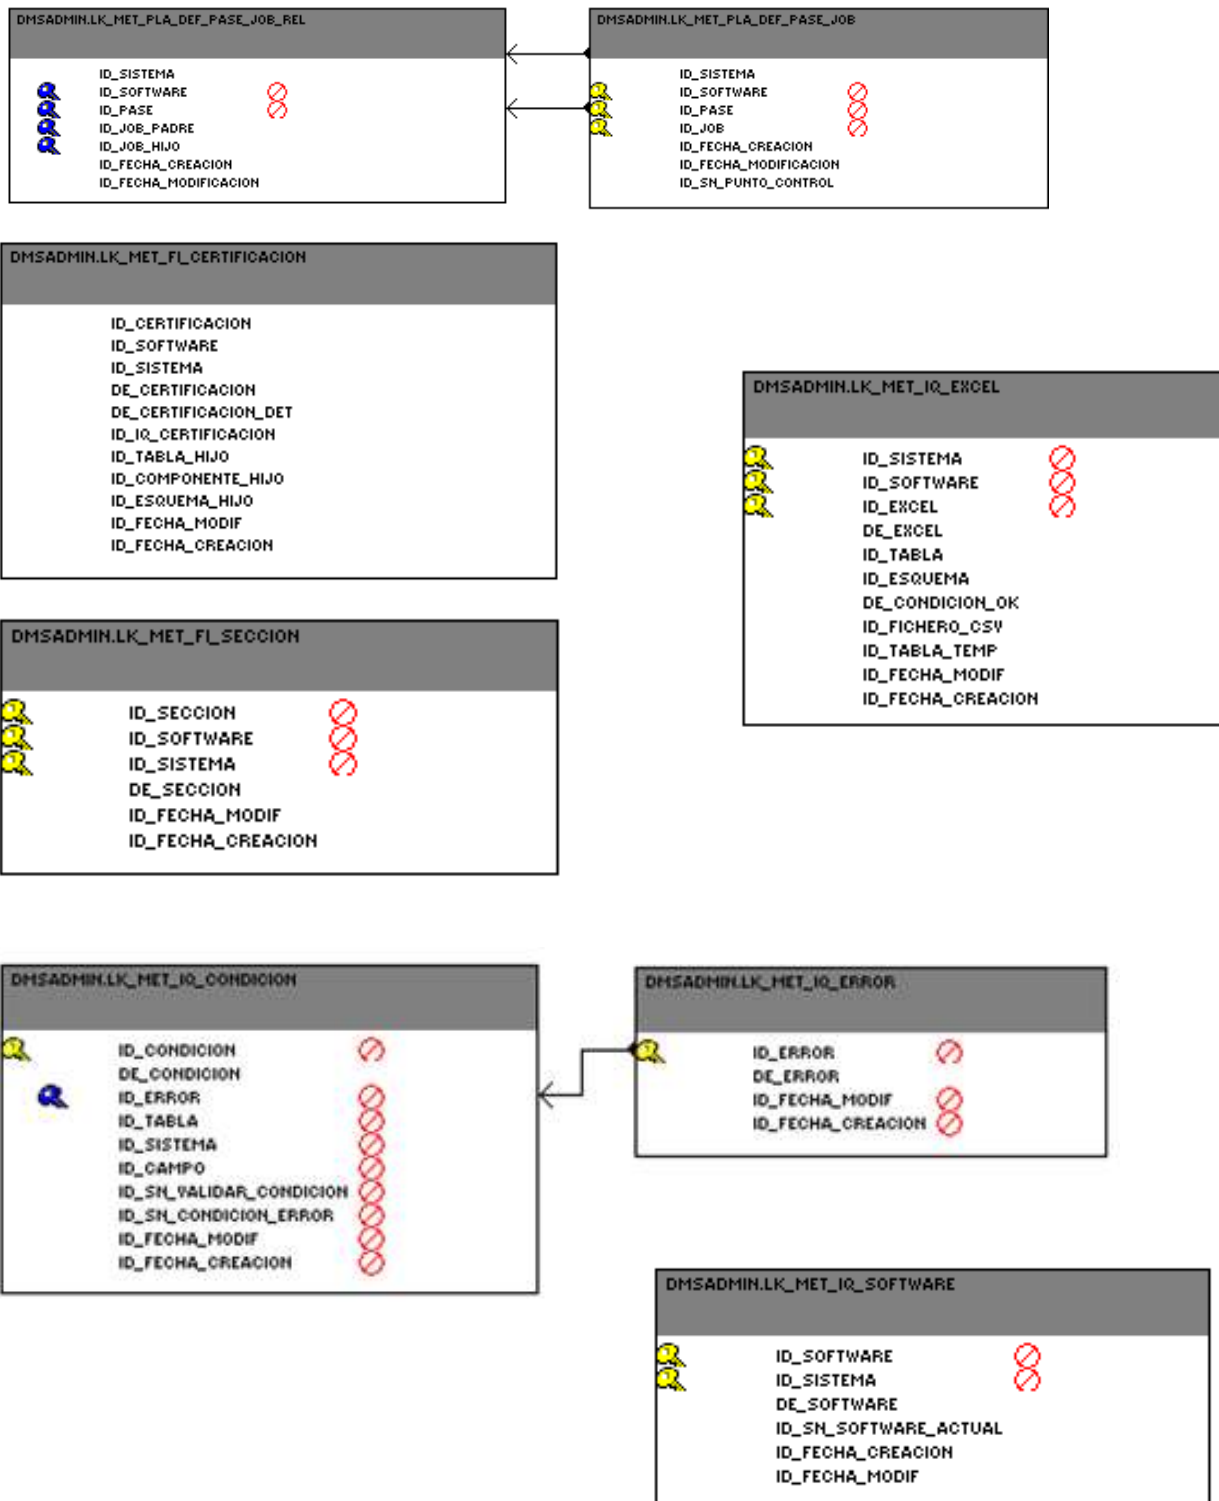 DMSADMIN.LK_MET_PLA_DEF_PASE_JOB_REL
ID_SISTEMA
ID_SOFTWARE
ID_PASE
ID_JOB_PADRE
ID_JOB_HIJO
ID_FECHA_CREACION
ID_FECHA_MODIFICACION
DMSADMIN.LK_MET_PLA_DEF_PASE_JOB
ID_SISTEMA
ID_SOFTWARE
ID_PASE
ID_JOB
ID_FECHA_CREACION
ID_FECHA_MODIFICACION
ID_SN_PUNTO_CONTROL
DMSADMIN.LK_MET_FI_CERTIFICACION
ID_CERTIFICACION
ID_SOFTWARE
ID_SISTEMA
DE_CERTIFICACION
DE_CERTIFICACION_DET
ID_IQ_CERTIFICACION
ID_TABLA_HIJO
ID_COMPONENTE_HIJO
ID_ESQUEMA_HIJO
ID_FECHA_MODIF
ID_FECHA_CREACION
DMSADMIN.LK_MET_IQ_EXCEL
ID_SISTEMA
ID_SOFTWARE
ID_EXCEL
DE_EXCEL
ID_TABLA
ID_ESQUEMA
DE_CONDICION_OK
ID_FICHERO_CSV
ID_TABLA_TEMP
ID_FECHA_MODIF
ID_FECHA_CREACION
DMSADMIN.LK_MET_FI_SECCION
ID_SECCION
ID_SOFTWARE
ID_SISTEMA
DE_SECCION
ID_FECHA_MODIF
ID_FECHA_CREACION
DMSADMIN.LK_MET_IQ_CONDICION
ID_CONDICION
DE_CONDICION
ID_ERROR
ID_TABLA
ID_SISTEMA
ID_CAMPO
ID_SN_VALIDAR_CONDICION
ID_SN_CONDICION_ERROR
ID_FECHA_MODIF
ID_FECHA_CREACION
DMSADMIN.LK_MET_IQ_ERROR
ID_ERROR
DE_ERROR
ID_FECHA_MODIF
ID_FECHA_CREACION
DMSADMIN.LK_MET_IQ_SOFTWARE
ID_SOFTWARE
ID_SISTEMA
DE_SOFTWARE
ID_SN_SOFTWARE_ACTUAL
ID_FECHA_CREACION
ID_FECHA_MODIF